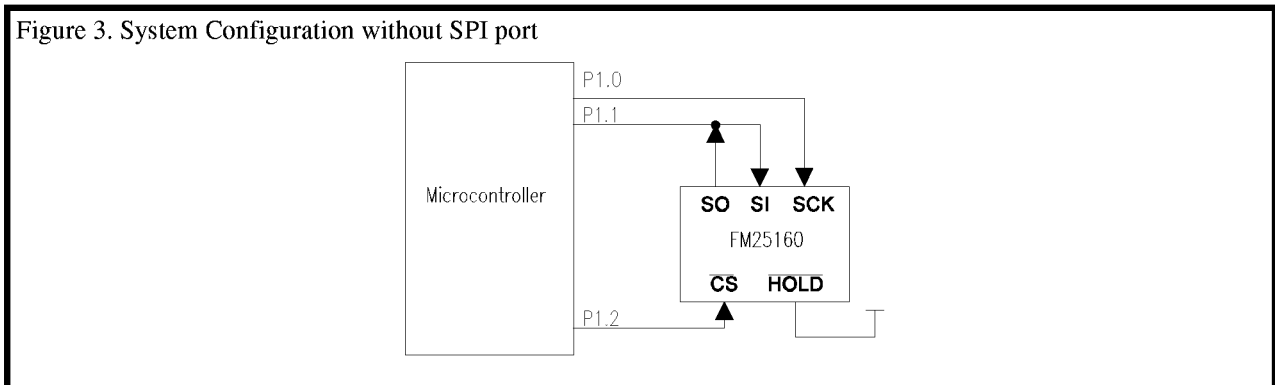 Figure 3. System Configuration without SPI port
P1.0
P1.1
Microcontroller
SO SI SCK
FM25160
CS HOLD
P1.2